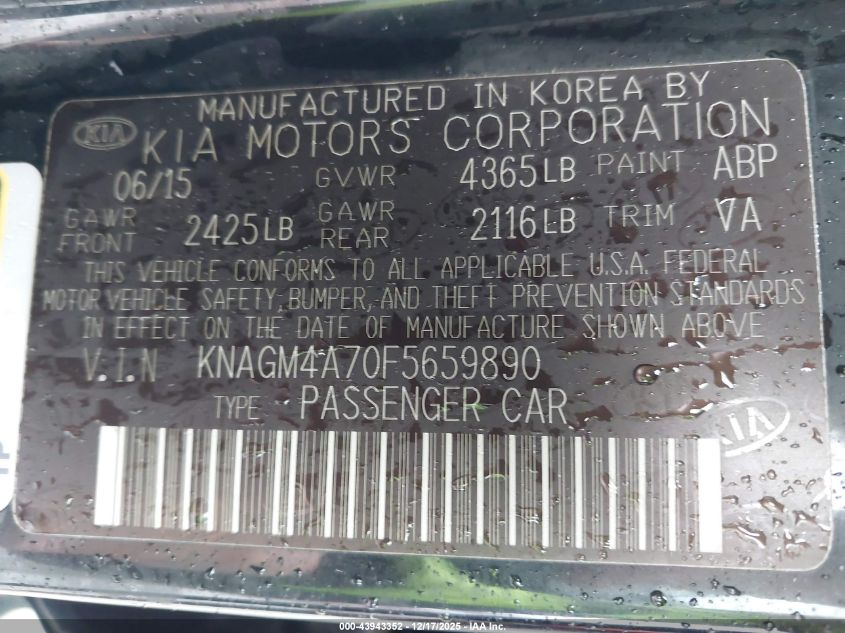 MANUFACTURED IN KOREA BY
KIA KIA MOTORS CORPORATION
06/15 GVWR 4365LB PAINT ABP
GAWR FRONT 2425LB GAWR REAR 2116LB TRIM VA
THIS VEHICLE CONFORMS TO ALL APPLICABLE U.S.A. FEDERAL
MOTOR VEHICLE SAFETY, BUMPER, AND THEFT PREVENTION STANDARDS
IN EFFECT ON THE DATE OF MANUFACTURE SHOWN ABOVE
V.I.N KNAGM4A70F5659890
TYPE PASSENGER CAR
KIA
000-43943352 - 12/17/2025 - IAA Inc.